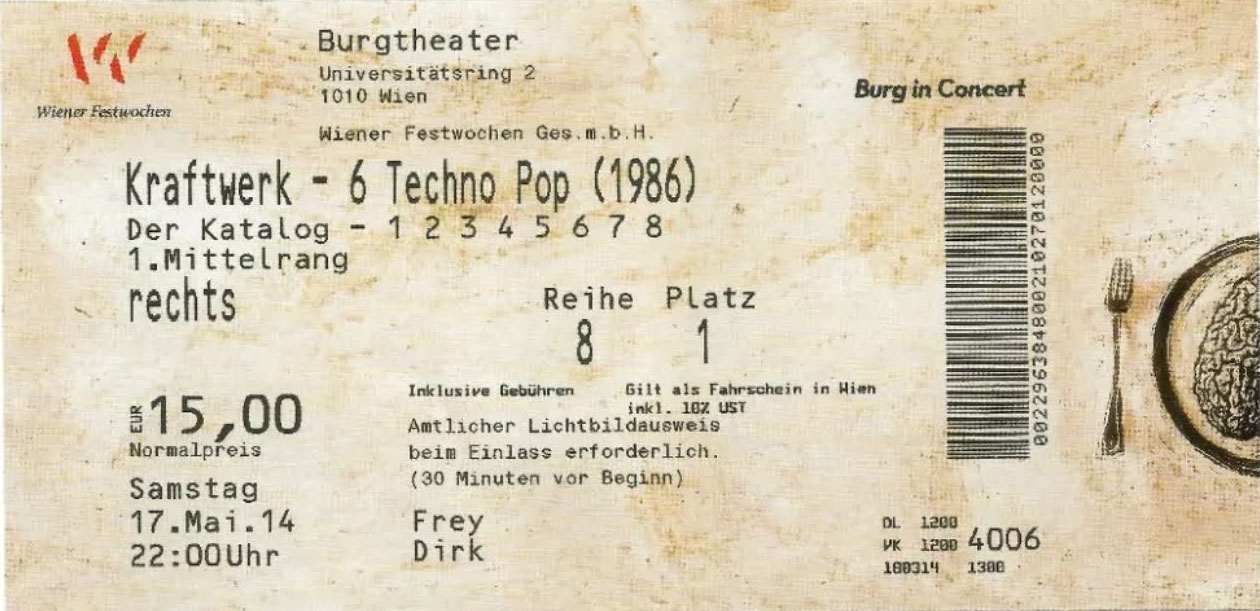 Wiener Festwochen
Burgtheater
Universitätsring 2
1010 Wien
Wiener Festwochen Ges.m.b.H.
Burg in Concert
Kraftwerk - 6 Techno Pop (1986)
Der Katalog - 1 2 3 4 5 6 7 8
1.Mittelrang
rechts
Reihe Platz
8 1
Inklusive Gebühren Gilt als Fahrschein in Wien
inkl. 10% UST
EUR 15,00
Normalpreis
Amtlicher Lichtbildausweis
beim Einlass erforderlich.
(30 Minuten vor Beginn)
Samstag
17.Mai.14
22:00Uhr
Frey
Dirk
DL 1200
VK 1200 4006
100314 1300